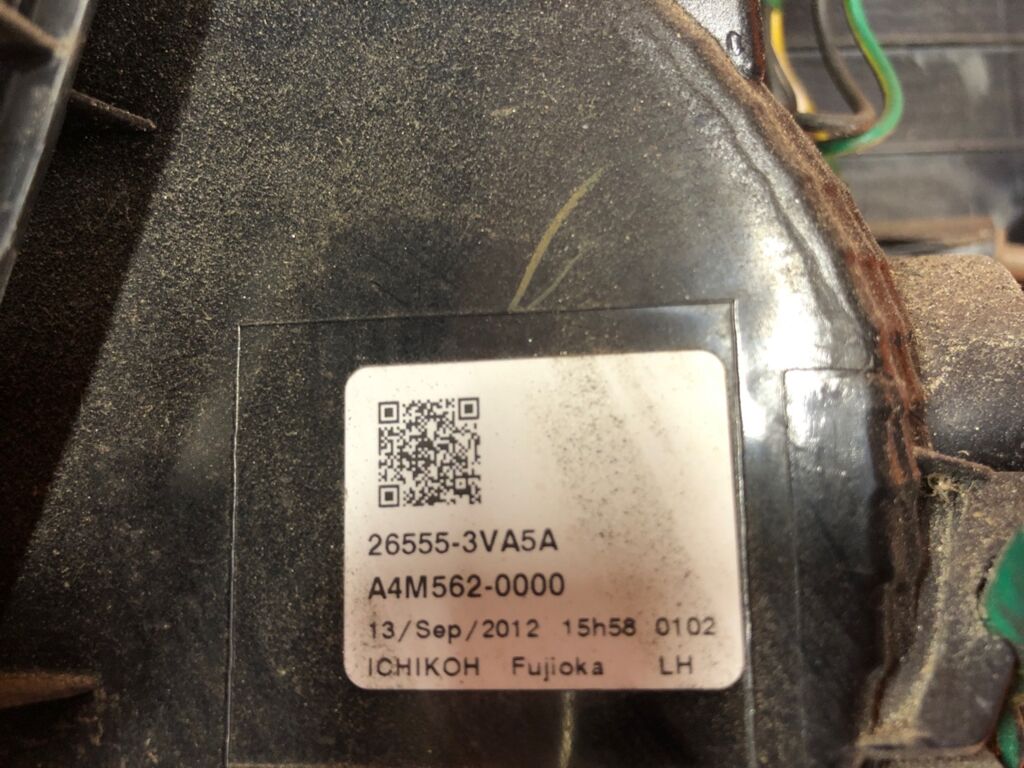 26555-3VA5A
A4M562-0000
13/Sep/2012 15h58 0102
ICHIKOH Fujioka LH